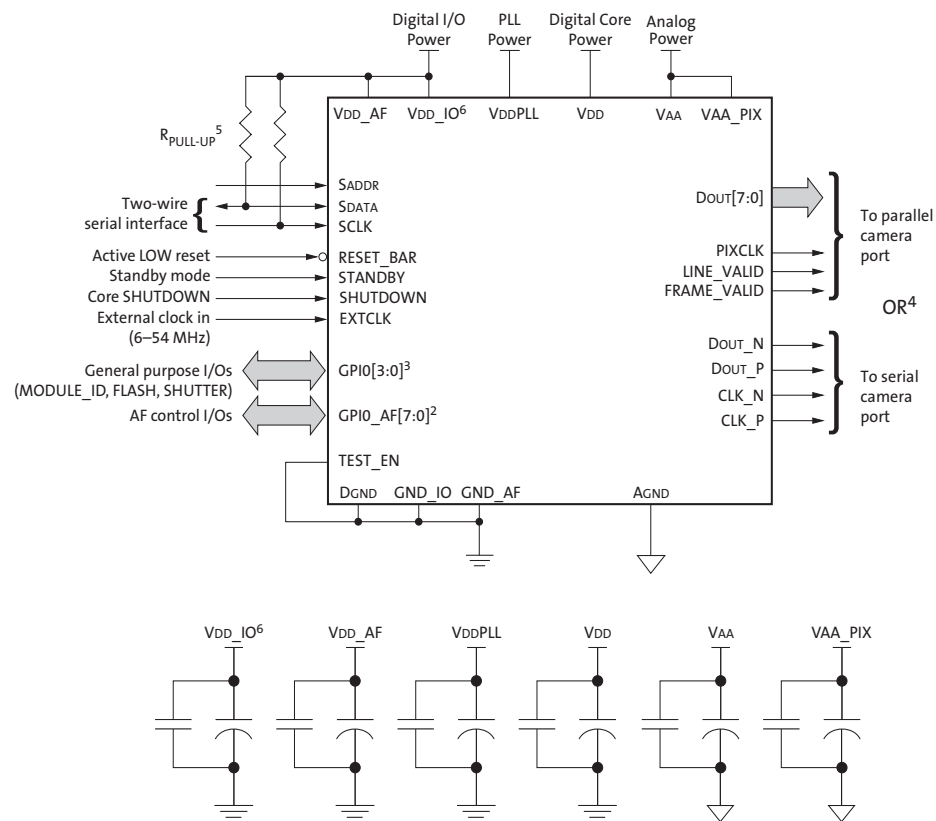 Digital I/O
Power
PLL
Power
Digital Core
Power
Analog
Power
VDD_AF
VDD_IO⁶
VDDPLL
VDD
VAA
VAA_PIX
RPULL-UP⁵
SADDR
Two-wire
serial interface
SDATA
SCLK
Active LOW reset
RESET_BAR
Standby mode
STANDBY
Core SHUTDOWN
SHUTDOWN
External clock in
(6–54 MHz)
EXTCLK
General purpose I/Os
(MODULE_ID, FLASH, SHUTTER)
GPI0[3:0]³
AF control I/Os
GPI0_AF[7:0]²
TEST_EN
DGND
GND_IO
GND_AF
AGND
DOUT[7:0]
PIXCLK
LINE_VALID
FRAME_VALID
To parallel
camera
port
OR⁴
DOUT_N
DOUT_P
CLK_N
CLK_P
To serial
camera
port
VDD_IO⁶
VDD_AF
VDDPLL
VDD
VAA
VAA_PIX